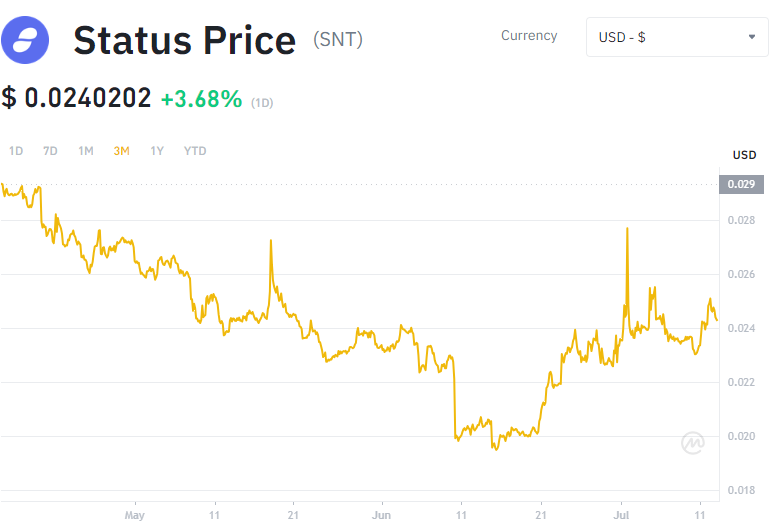 Status Price (SNT)
Currency
USD - $
$ 0.0240202 +3.68% (1D)
1D 7D 1M 3M 1Y YTD
USD
0.029
0.028
0.026
0.024
0.022
0.020
0.018
May 11 21 Jun 11 21 Jul 11